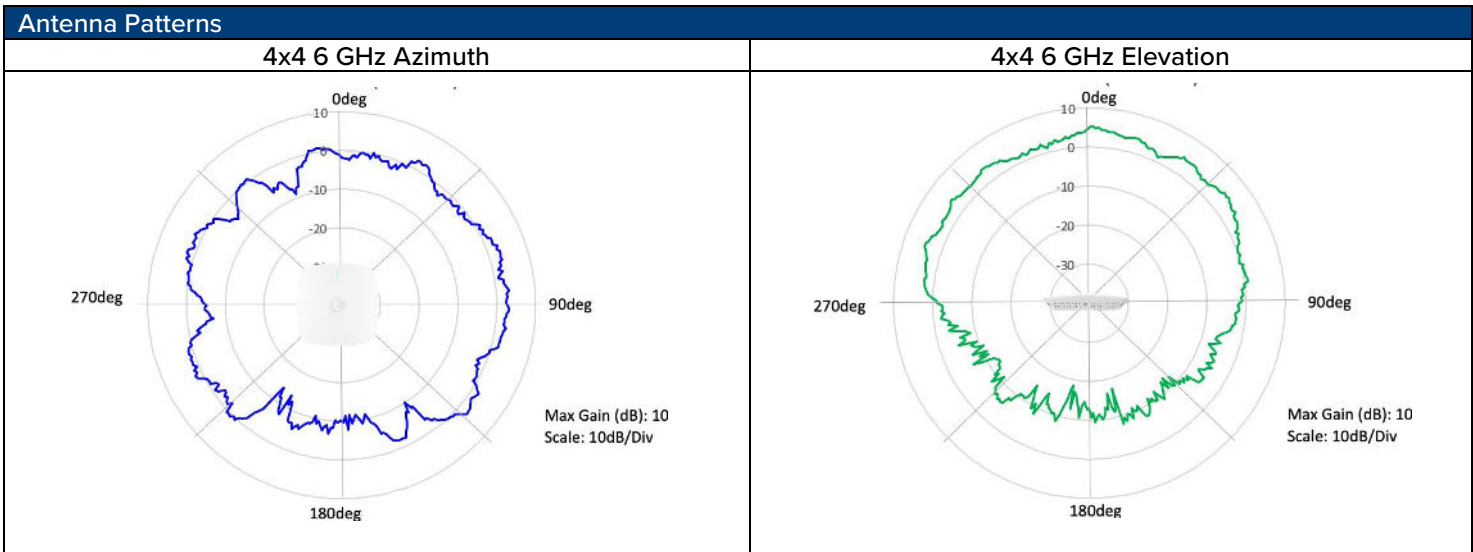 Antenna Patterns
4x4 6 GHz Azimuth
4x4 6 GHz Elevation
0deg
10
0
-10
-20
270deg
90deg
Max Gain (dB): 10
Scale: 10dB/Div
180deg
0deg
10
0
-10
-20
-30
270deg
90deg
Max Gain (dB): 10
Scale: 10dB/Div
180deg